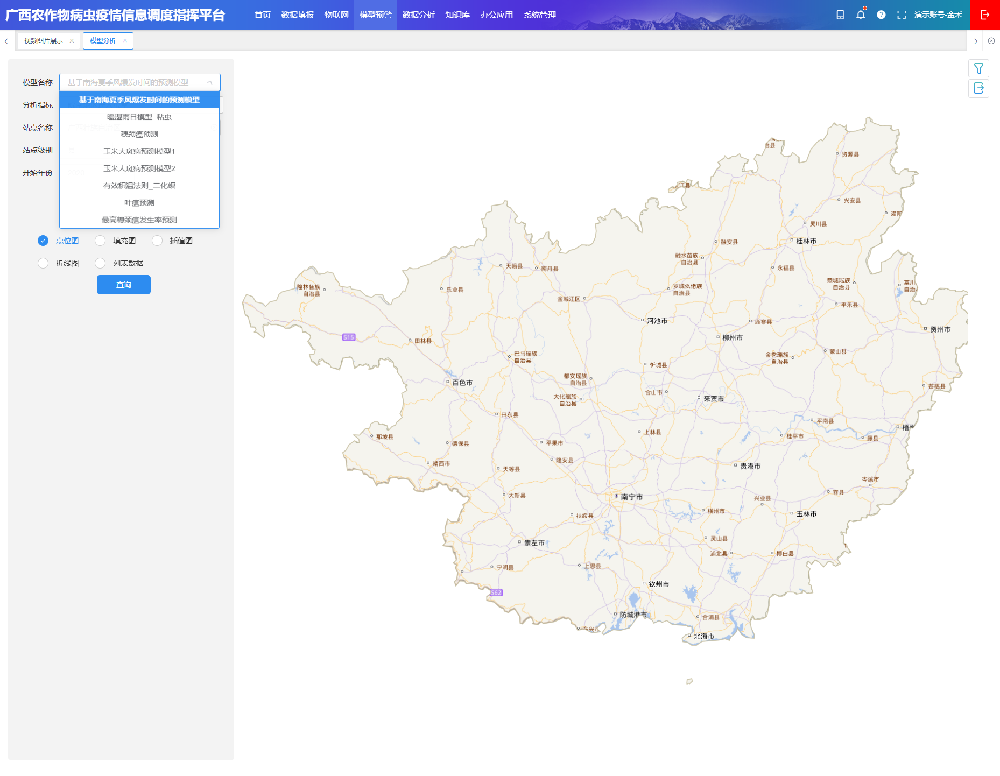 广西农作物病虫疫情信息调度指挥平台
首页 数据填报 物联网 模型预警 数据分析 知识库 办公应用 系统管理
演示账号-金禾
视频图片展示 模型分析
模型名称 基于南海夏季风爆发时间的预测模型
基于南海夏季风爆发时间的预测模型
分析指标
暖湿雨日模型_粘虫
站点名称
穗颈瘟预测
站点级别
玉米大斑病预测模型1
玉米大斑病预测模型2
开始年份
有效积温法则_二化螟
叶瘟预测
最高穗颈瘟发生率预测
点位图 填充图 插值图
折线图 列表数据
查询
台县
资源县
江县
兴安县
灌阳
灵川县
桂林市
融安县
融水苗族
自治县
天峨县
南丹县
永福县
恭城瑶族
自治县
富川
自治
隆林各族
自治县
乐业县
罗城仫佬族
自治县
金城江区
平乐县
河池市
鹿寨县
贺州市
S15
田林县
柳州市
巴马瑶族
自治县
金秀瑶族
自治县
蒙山县
忻城县
都安瑶族
自治县
百色市
苍梧县
合山市
大化瑶族
自治县
来宾市
田东县
平南县
梧州
那坡县
上林县
桂平市
藤县
德保县
平果市
靖西市
隆安县
天等县
贵港市
岑溪市
大新县
南宁市
容县
兴业县
横州市
玉林市
扶绥县
崇左市
灵山县
浦北县
博白县
宁明县
上思县
钦州市
S62
防城港市
合浦县
东兴市
北海市